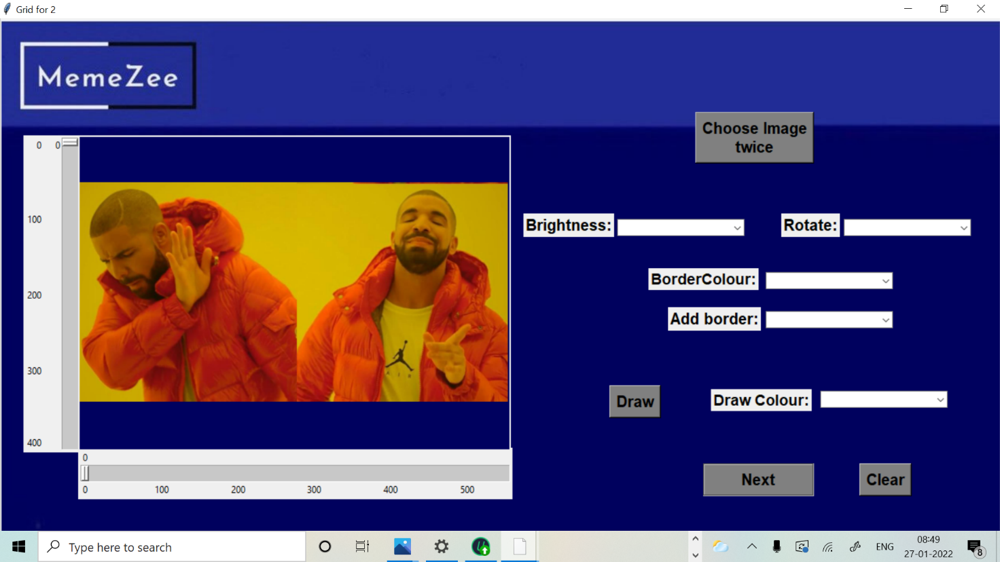 Grid for 2
MemeZee
Choose Image
twice
0 0
100
200
300
400
0
0 100 200 300 400 500
Brightness:
Rotate:
BorderColour:
Add border:
Draw
Draw Colour:
Next
Clear
Type here to search
ENG
08:49
27-01-2022
8